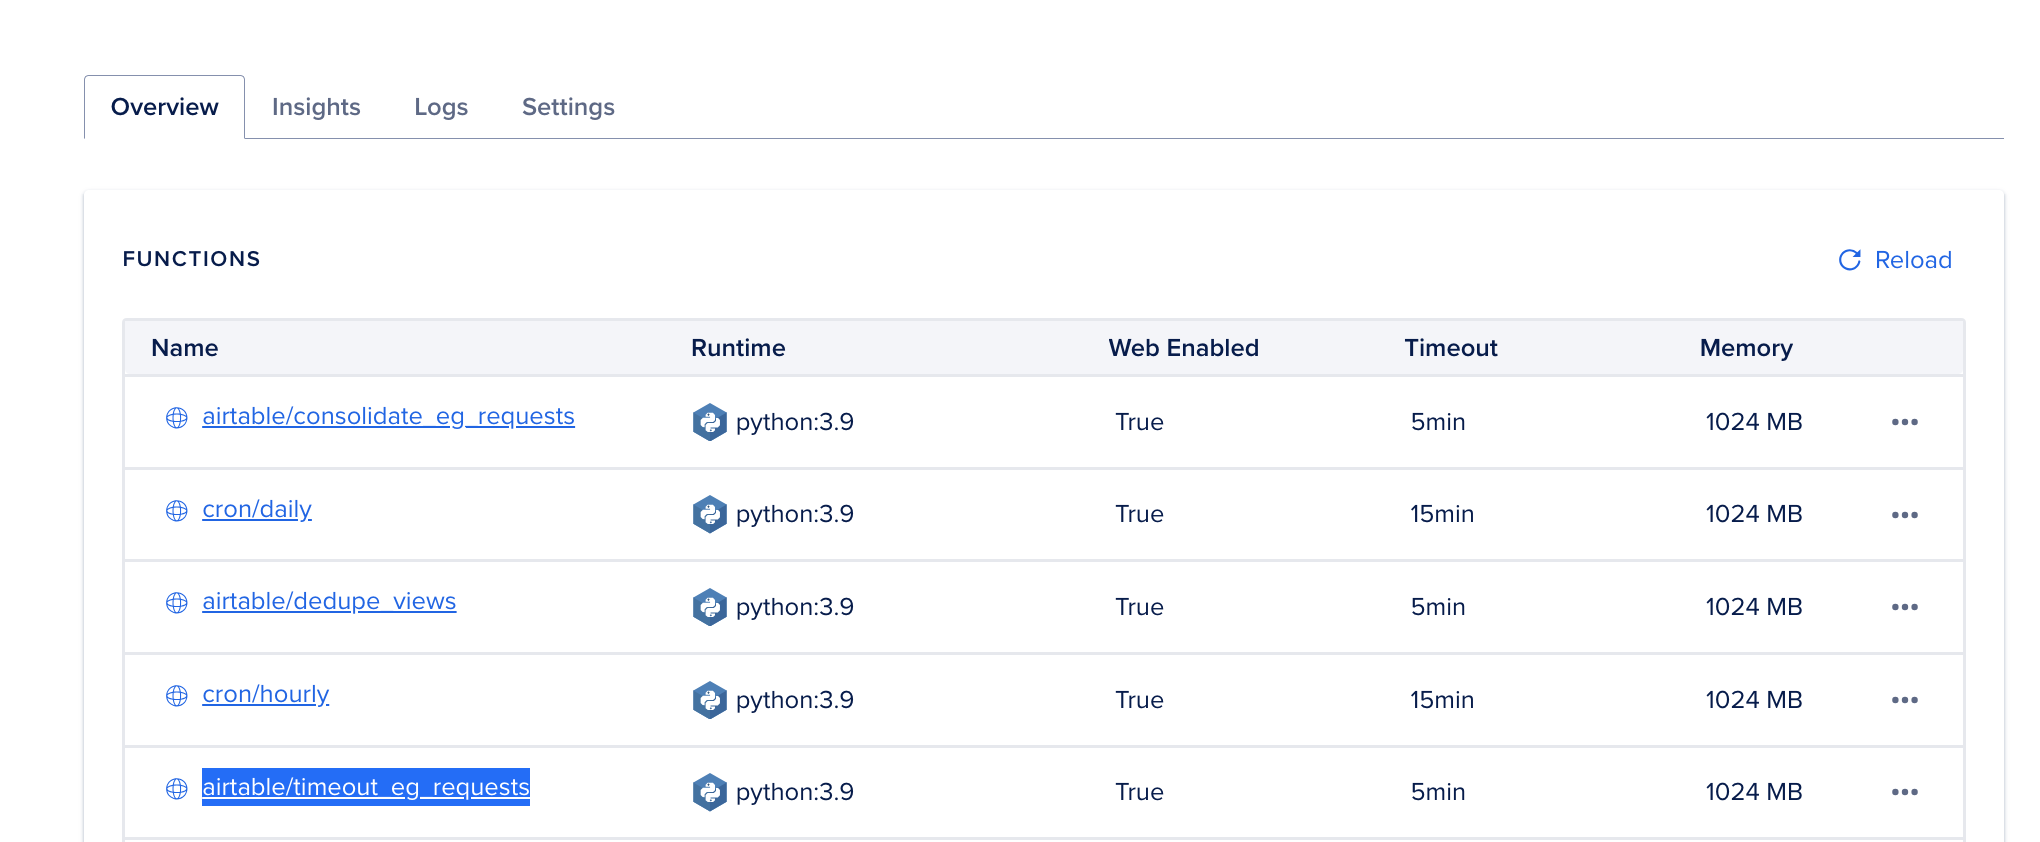 Overview Insights Logs Settings
FUNCTIONS Reload
Name Runtime Web Enabled Timeout Memory
airtable/consolidate_eg_requests python:3.9 True 5min 1024 MB
cron/daily python:3.9 True 15min 1024 MB
airtable/dedupe_views python:3.9 True 5min 1024 MB
cron/hourly python:3.9 True 15min 1024 MB
airtable/timeout_eg_requests python:3.9 True 5min 1024 MB